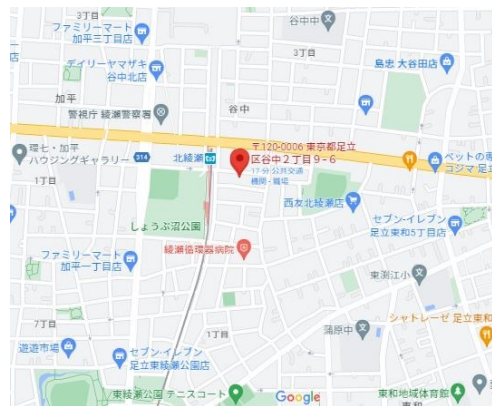 3丁目
谷中中
ファミリーマート
加平三丁目店
3丁目
店
デイリーヤマザキ
谷中北店
島忠 大谷田店
加平
谷中
警視庁 綾瀬警察署
環七・加平
ハウジングギャラリー
314
北綾瀬
〒120-0006 東京都足立
区谷中2丁目9-6
17分 公共交通
機関 - 職場
ペットの専
コジマ 足
1丁目
西友北綾瀬店
しょうぶ沼公園
セブン-イレブン
足立東和5丁目店
綾瀬循環器病院
ファミリーマート
加平一丁目店
東渕江小
シャトレーゼ 足立東和
7丁目
1丁目
蒲原中
遊遊市場
セブン-イレブン
足立東綾瀬公園店
東綾瀬公園 テニスコート
Google
東和地域体育館
東和